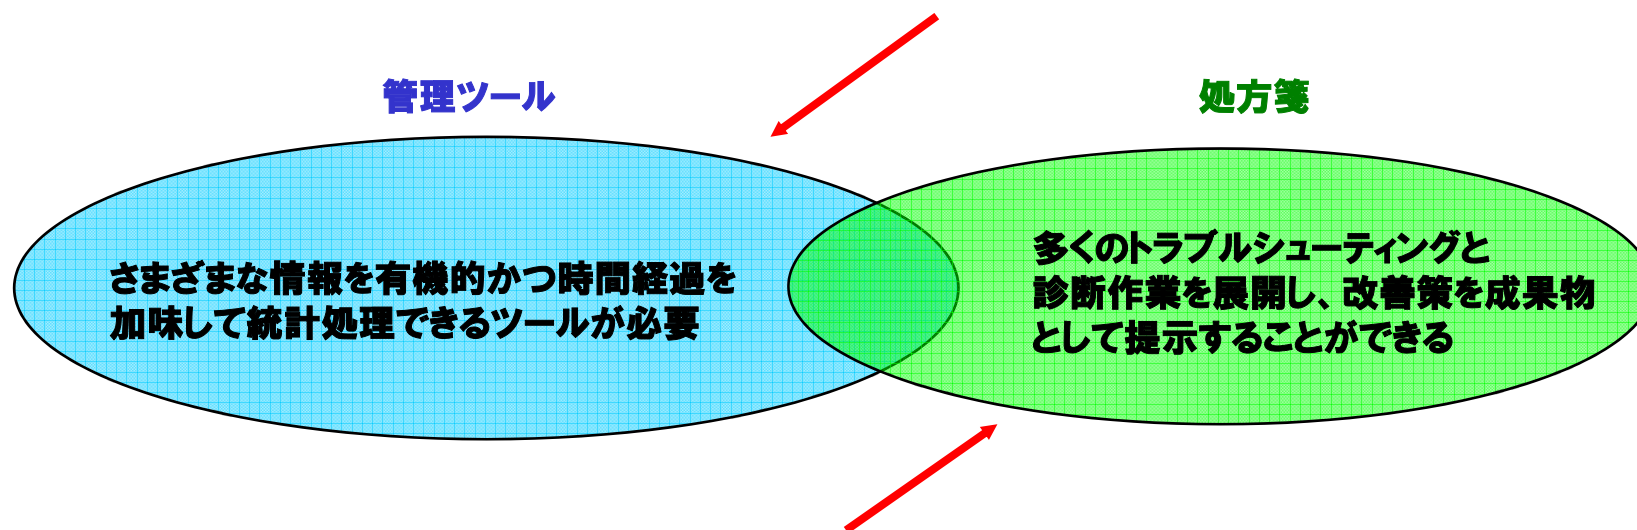 管理ツール
処方箋
さまざまな情報を有機的かつ時間経過を
加味して統計処理できるツールが必要
多くのトラブルシューティングと
診断作業を展開し、改善策を成果物
として提示することができる